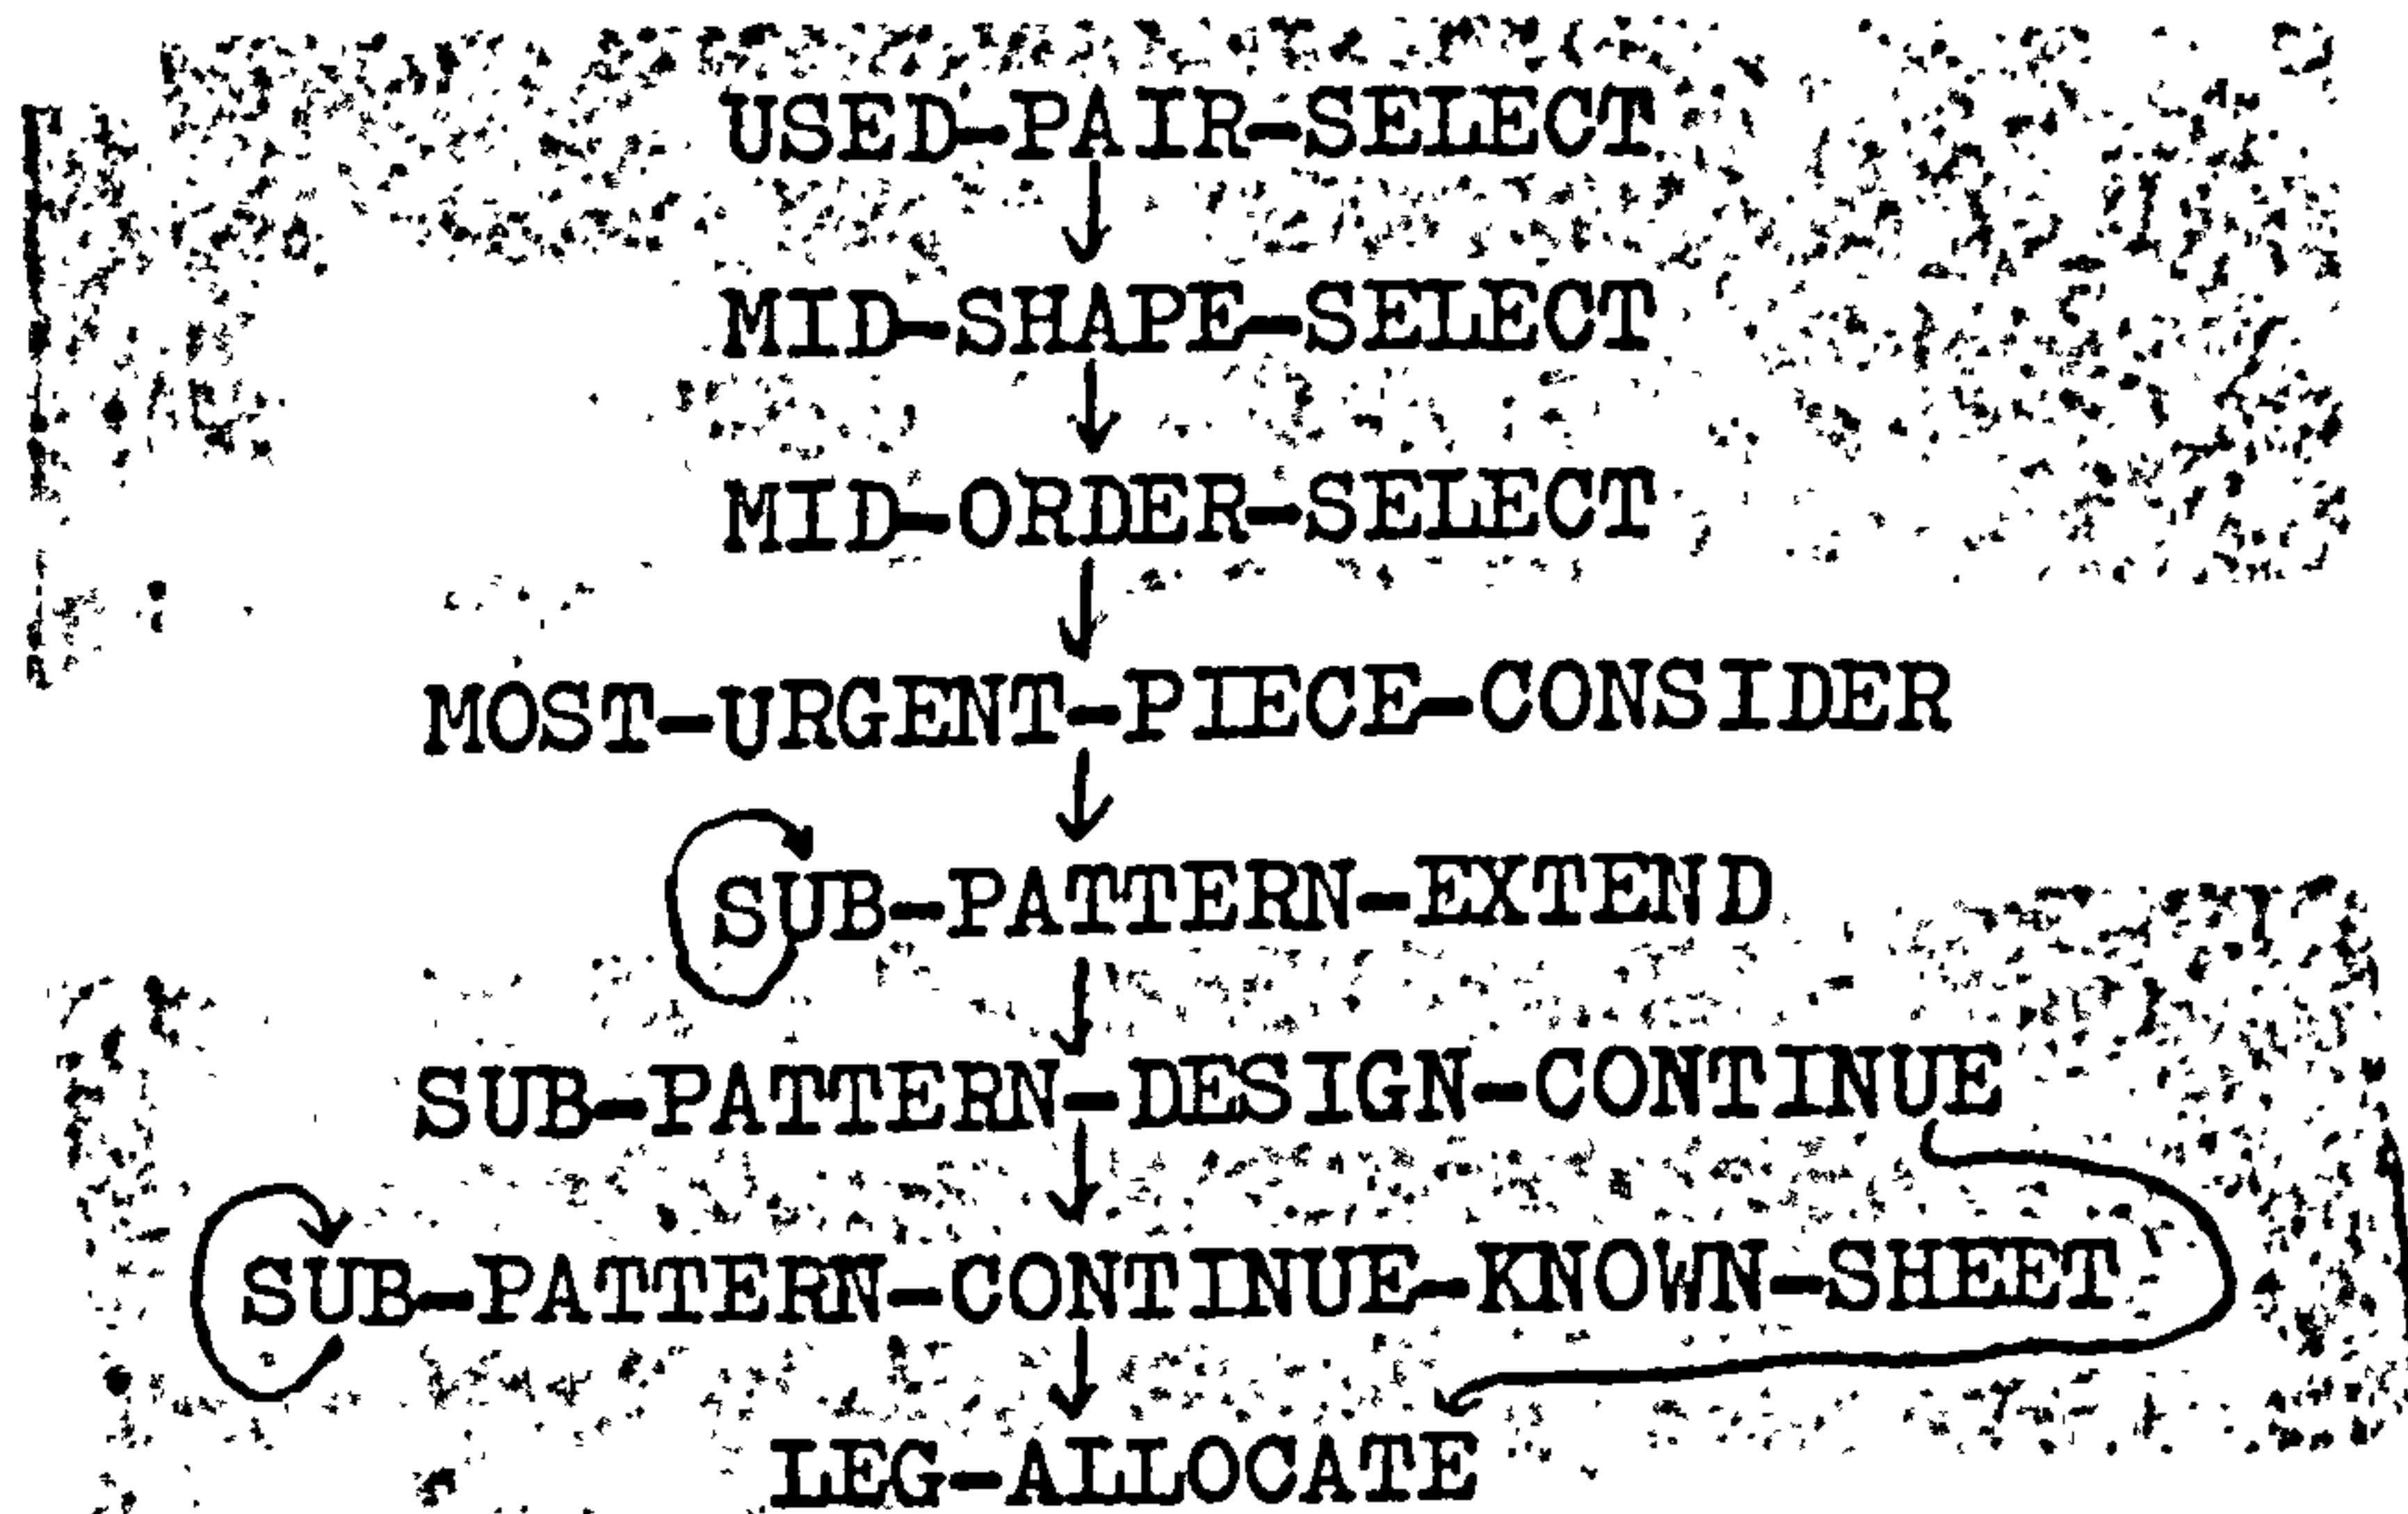 USED-PAIR-SELECT
MID-SHAPE-SELECT
MID-ORDER-SELECT
MOST-URGENT-PIECE-CONSIDER
SUB-PATTERN-EXTEND
SUB-PATTERN-DESIGN-CONTINUE
SUB-PATTERN-CONTINUE-KNOWN-SHEET
LEG-ALLOCATE